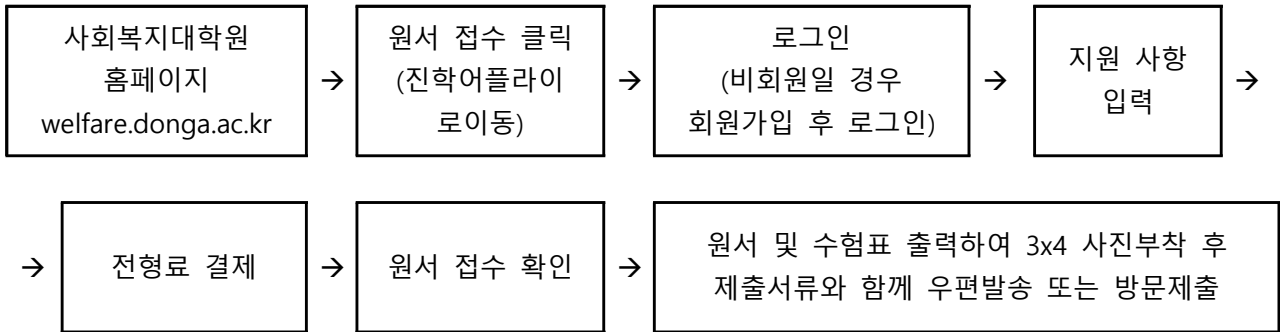 사회복지대학원
홈페이지
welfare.donga.ac.kr
→
원서 접수 클릭
(진학어플라이
로이동)
→
로그인
(비회원일 경우
회원가입 후 로그인)
→
지원 사항
입력
→
→
전형료 결제
→
원서 접수 확인
→
원서 및 수험표 출력하여 3x4 사진부착 후
제출서류와 함께 우편발송 또는 방문제출